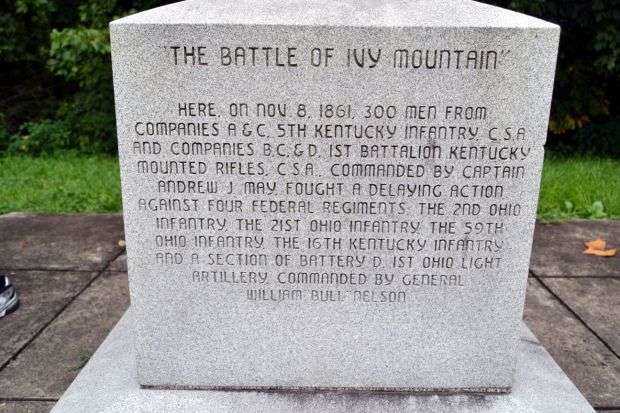 "THE BATTLE OF IVY MOUNTAIN"
HERE, ON NOV. 8, 1861, 300 MEN FROM
COMPANIES A & C, 5TH KENTUCKY INFANTRY, C.S.A.
AND COMPANIES B, C, & D, 1ST BATTALION KENTUCKY
MOUNTED RIFLES, C.S.A., COMMANDED BY CAPTAIN
ANDREW J. MAY, FOUGHT A DELAYING ACTION
AGAINST FOUR FEDERAL REGIMENTS, THE 2ND OHIO
INFANTRY, THE 21ST OHIO INFANTRY, THE 59TH
OHIO INFANTRY, THE 16TH KENTUCKY INFANTRY,
AND A SECTION OF BATTERY D, 1ST OHIO LIGHT
ARTILLERY, COMMANDED BY GENERAL
WILLIAM "BULL" NELSON